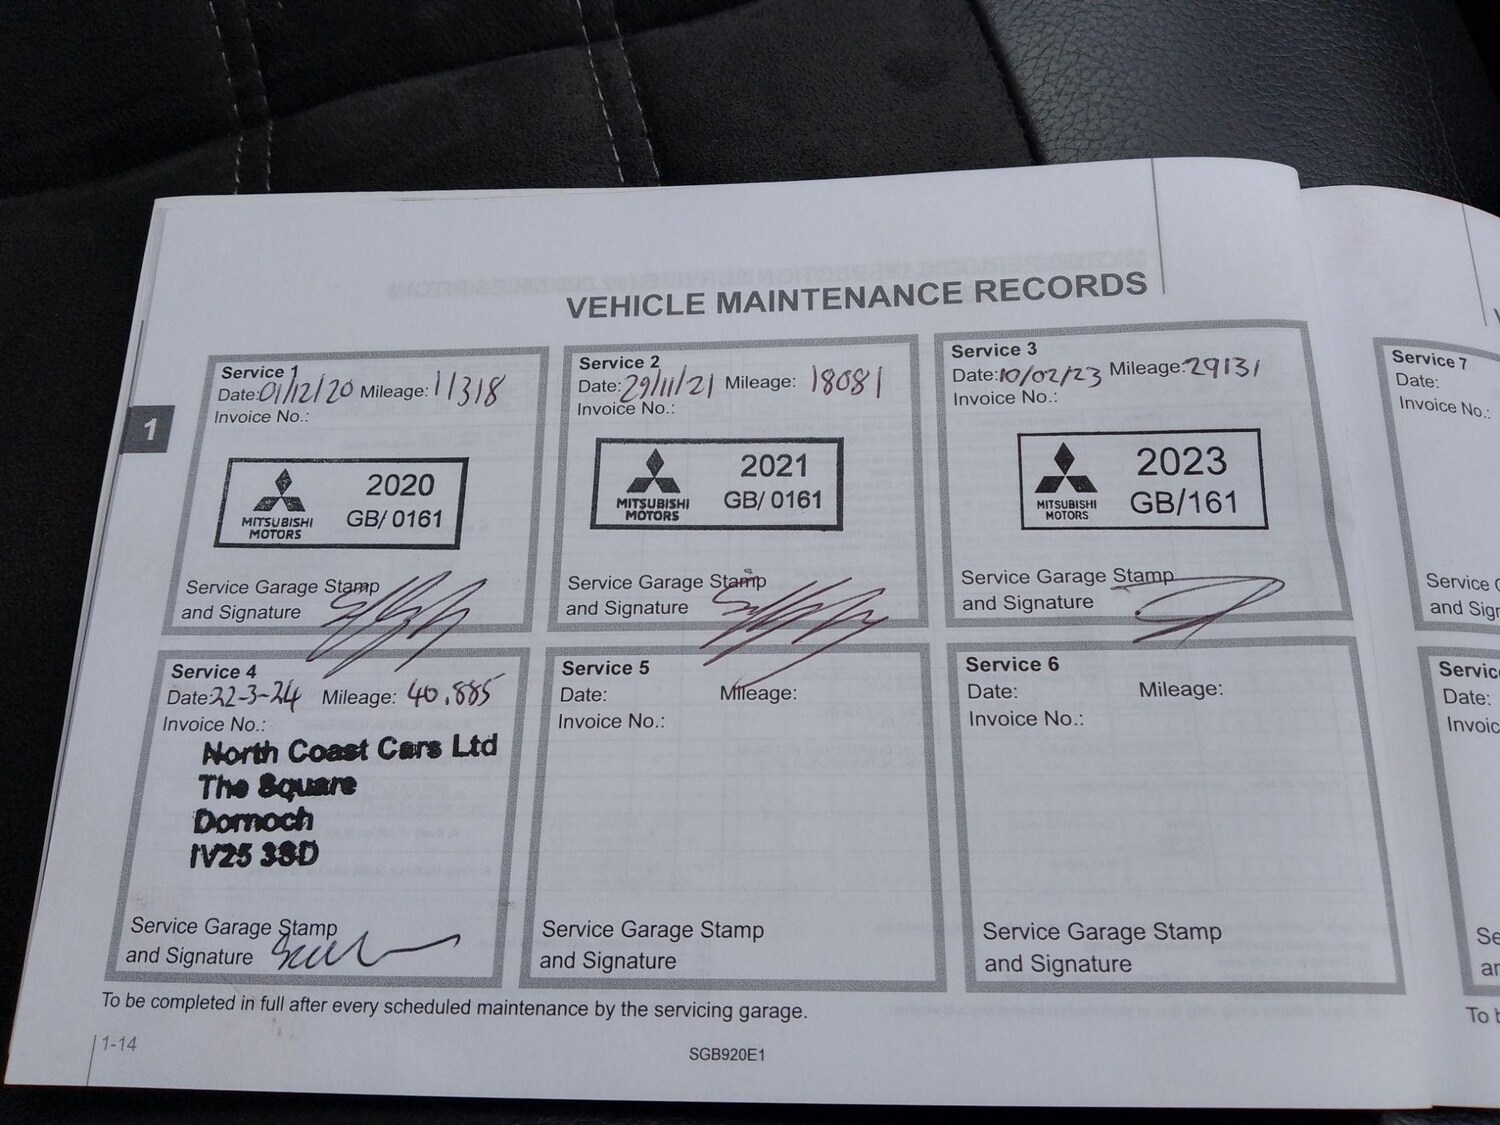 VEHICLE MAINTENANCE RECORDS
1
Service 1
Date: 01/12/20 Mileage: 11318
Invoice No.:
MITSUBISHI
MOTORS
2020
GB/ 0161
Service Garage Stamp
and Signature
Service 2
Date: 29/11/21 Mileage: 18081
Invoice No.:
MITSUBISHI
MOTORS
2021
GB/ 0161
Service Garage Stamp
and Signature
Service 3
Date: 10/02/23 Mileage: 29131
Invoice No.:
MITSUBISHI
MOTORS
2023
GB/161
Service Garage Stamp
and Signature
Service 4
Date: 22-3-24 Mileage: 40.885
Invoice No.:
North Coast Cars Ltd
The Square
Dornoch
IV25 3SD
Service Garage Stamp
and Signature
Service 5
Date: Mileage:
Invoice No.:
Service Garage Stamp
and Signature
Service 6
Date: Mileage:
Invoice No.:
Service Garage Stamp
and Signature
To be completed in full after every scheduled maintenance by the servicing garage.
1-14
SGB920E1
Service 7
Date:
Invoice No.:
Service
and
Date:
To